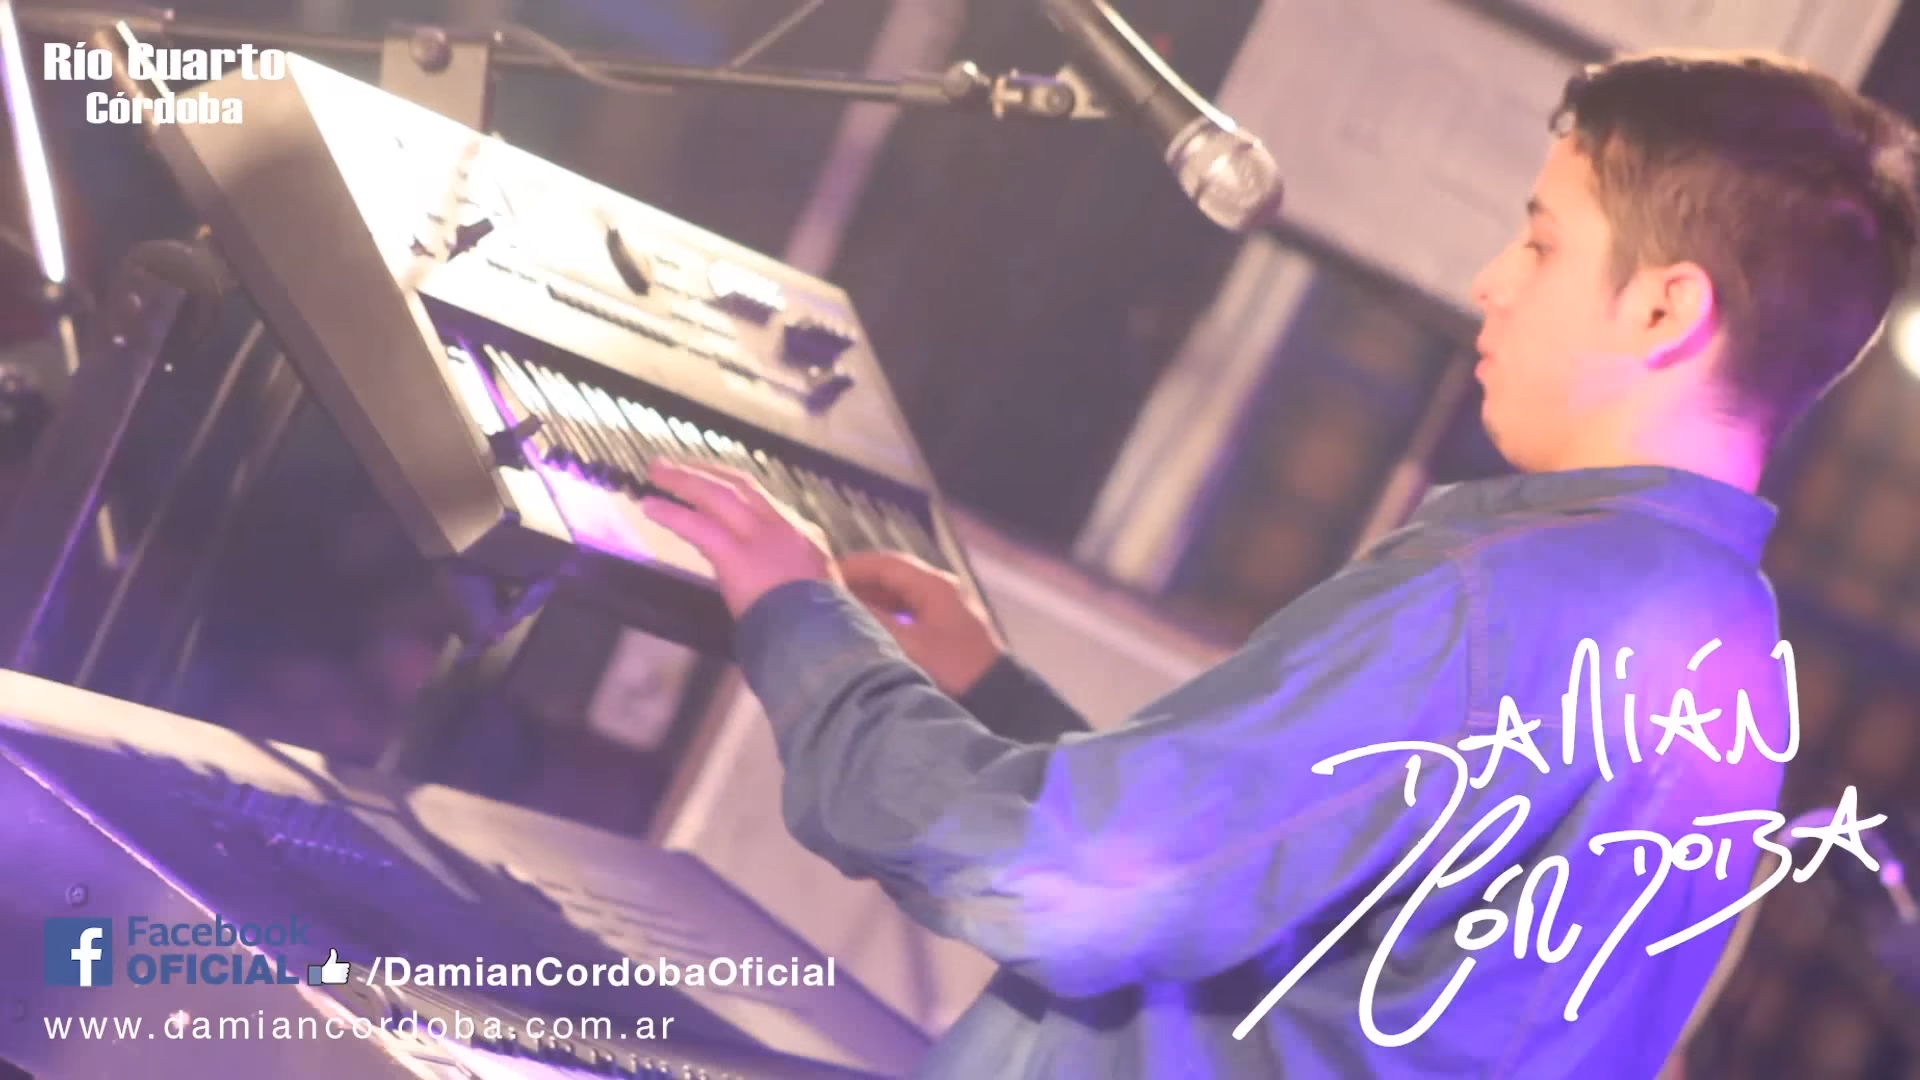 Río Cuarto
Córdoba
DAMIÁN
CÓRDOBA
f Facebook
OFICIAL /DamianCordobaOficial
www.damiancordoba.com.ar